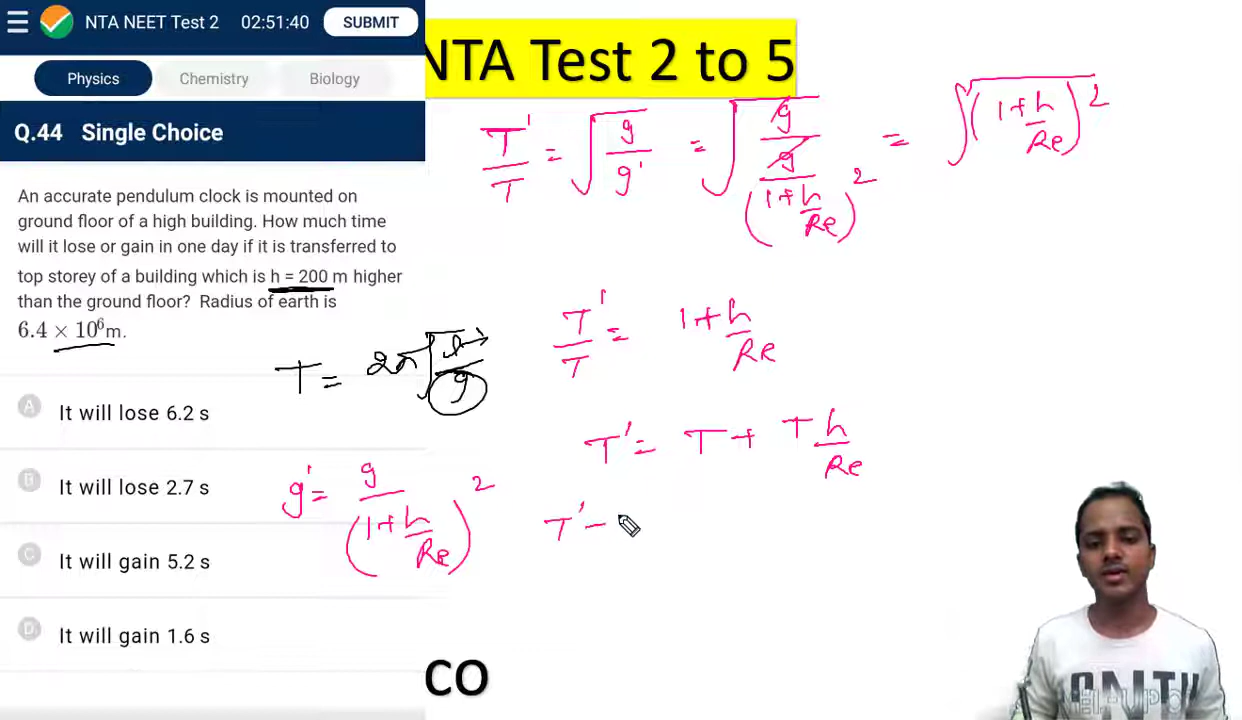 NTA NEET Test 2 02:51:40 SUBMIT
Physics Chemistry Biology
NTA Test 2 to 5
Q.44 Single Choice
An accurate pendulum clock is mounted on
ground floor of a high building. How much time
will it lose or gain in one day if it is transferred to
top storey of a building which is h = 200 m higher
than the ground floor? Radius of earth is
6.4 × 10⁶m.
A It will lose 6.2 s
B It will lose 2.7 s
C It will gain 5.2 s
D It will gain 1.6 s
T'/T = √(g/g') = √(g/(g/(1+h/Re)²)) = √((1+h/Re)²)
T'/T = 1+h/Re
T = 2π√(l/g)
T' = T + T h/Re
g' = g/(1+h/Re)²
T' -
co